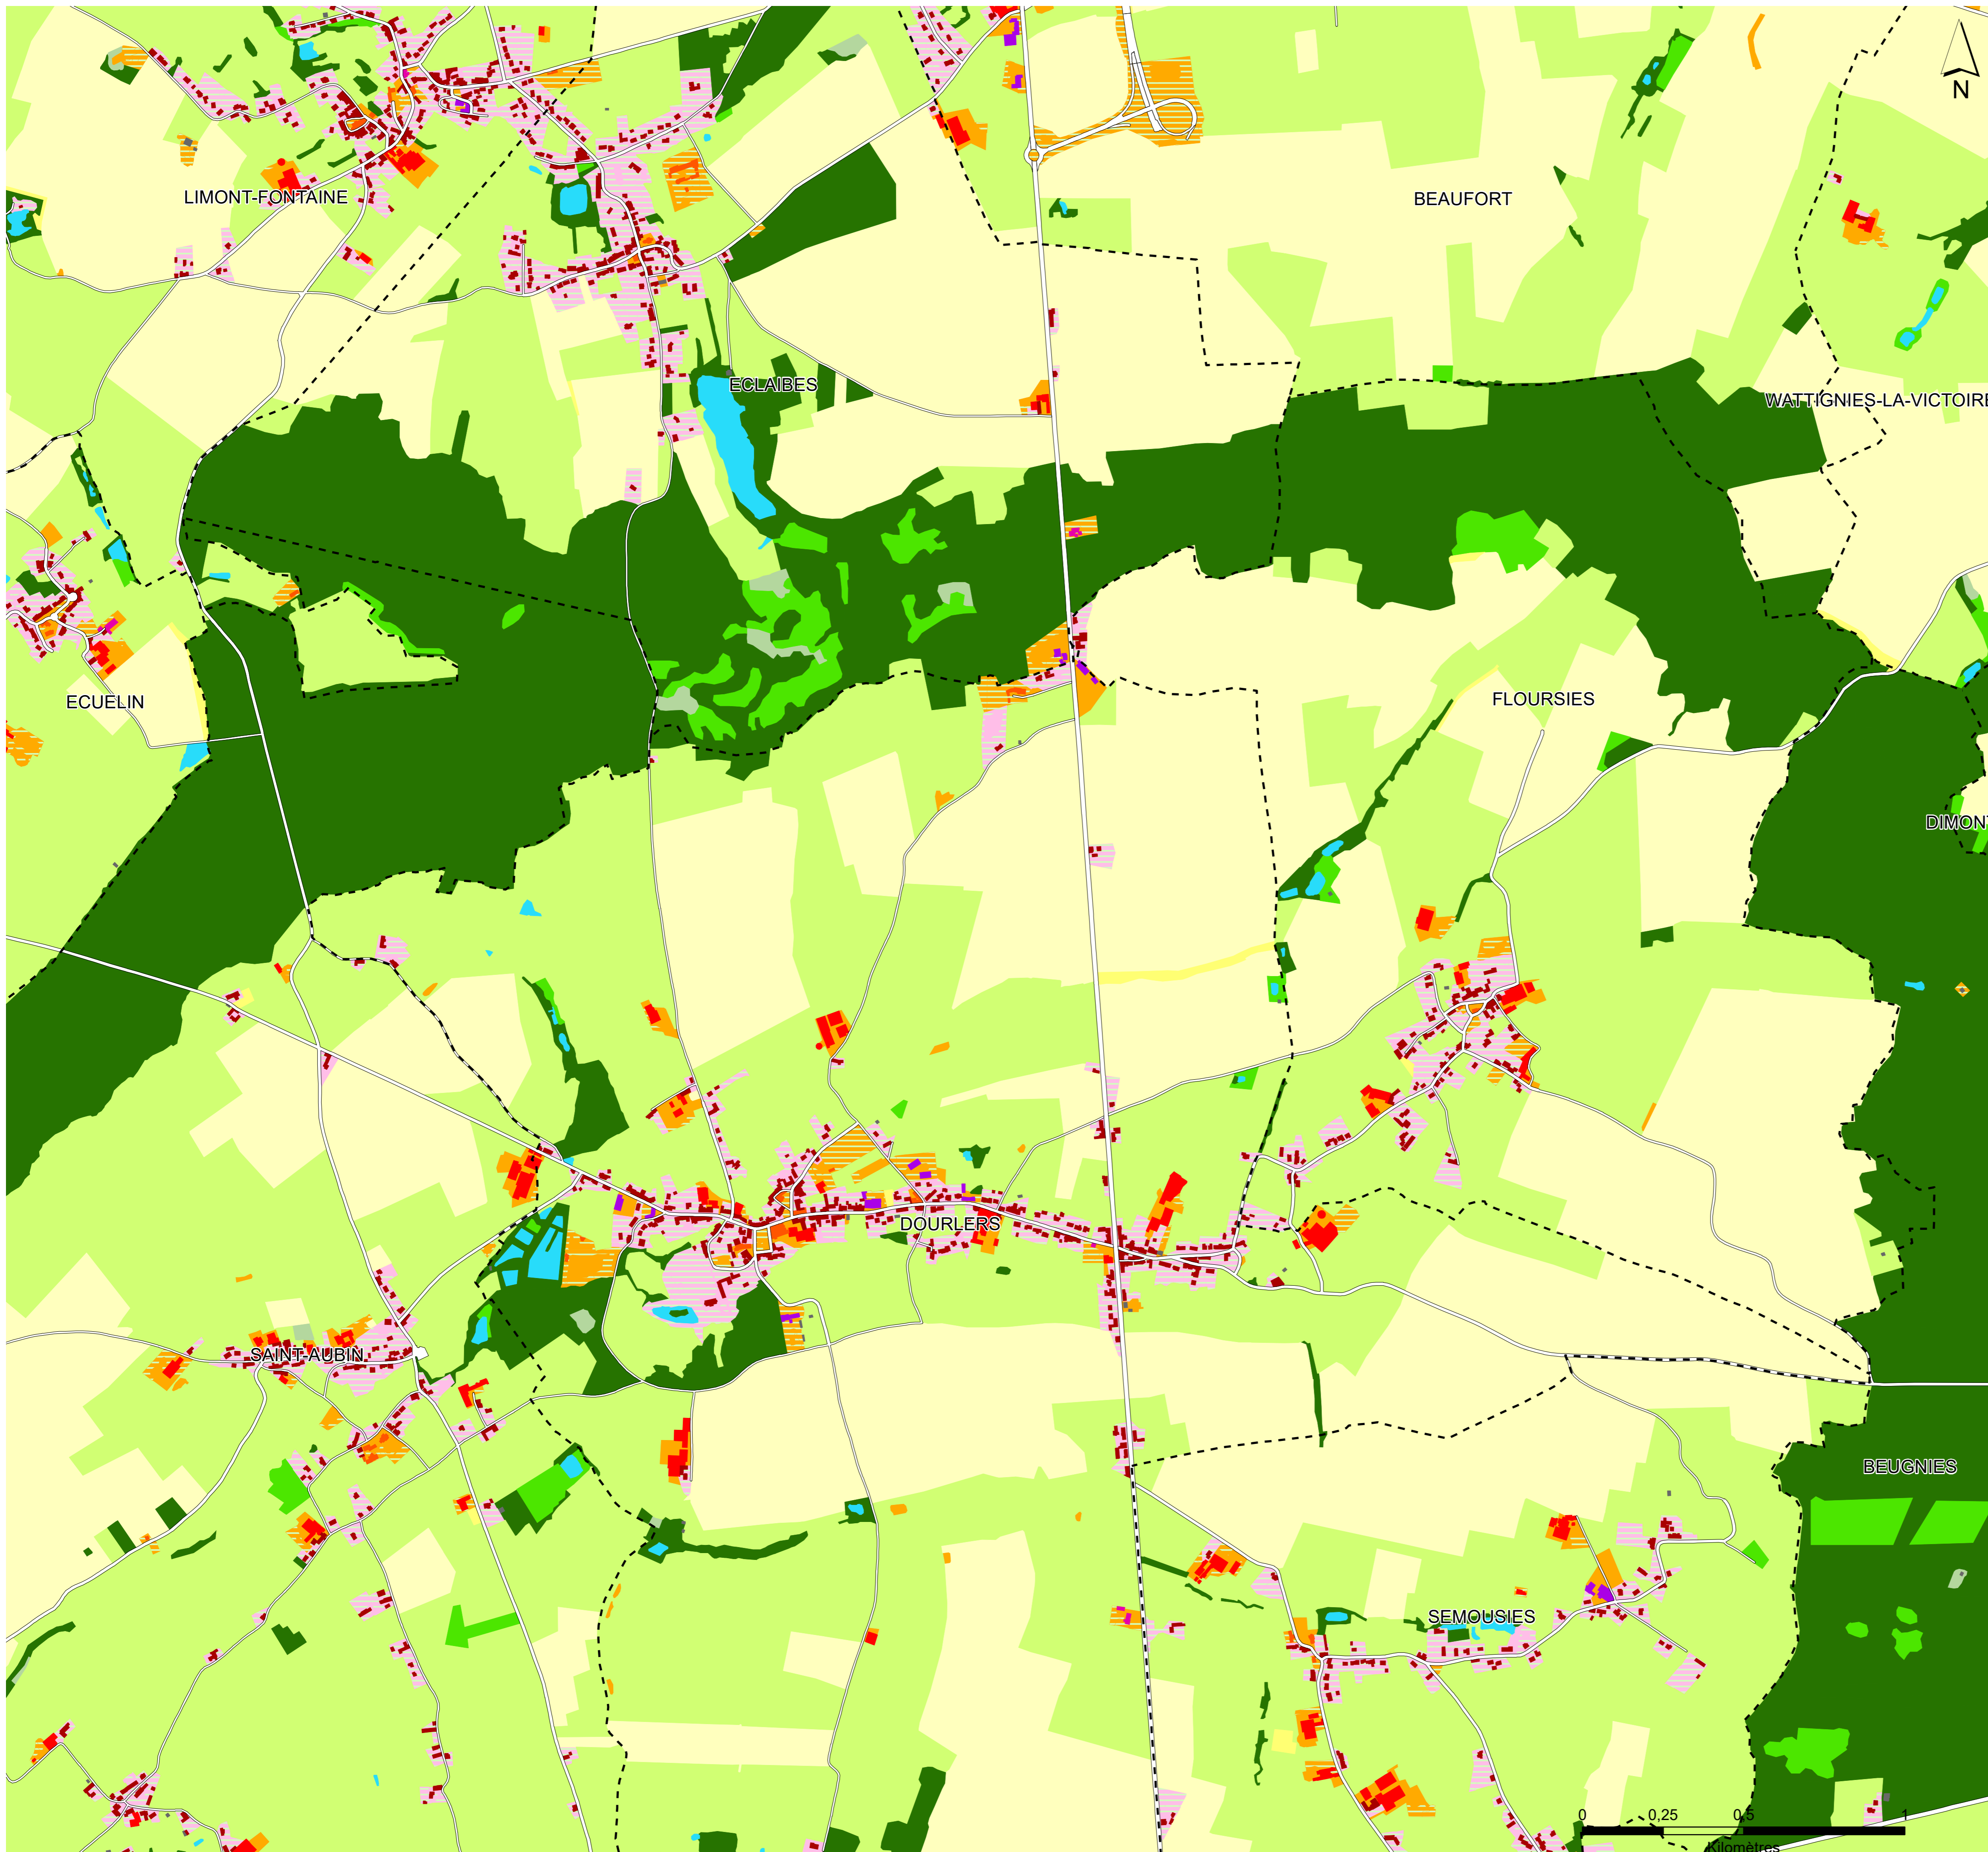 N
LIMONT-FONTAINE
BEAUFORT
ECLAIBES
WATTIGNIES-LA-VICTOIRE
ECUELIN
FLOURSIES
DIMONT
DOURLERS
SAINT-AUBIN
BEUGNIES
SEMOUSIES
0 0,25 0,5 1
Kilomètres